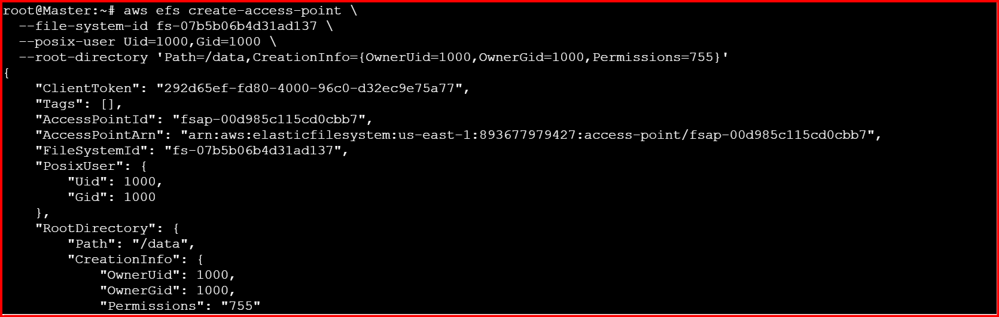 root@Master:~# aws efs create-access-point \
  --file-system-id fs-07b5b06b4d31ad137 \
  --posix-user Uid=1000,Gid=1000 \
  --root-directory 'Path=/data,CreationInfo={OwnerUid=1000,OwnerGid=1000,Permissions=755}'
{
    "ClientToken": "292d65ef-fd80-4000-96c0-d32ec9e75a77",
    "Tags": [],
    "AccessPointId": "fsap-00d985c115cd0cbb7",
    "AccessPointArn": "arn:aws:elasticfilesystem:us-east-1:893677979427:access-point/fsap-00d985c115cd0cbb7",
    "FileSystemId": "fs-07b5b06b4d31ad137",
    "PosixUser": {
        "Uid": 1000,
        "Gid": 1000
    },
    "RootDirectory": {
        "Path": "/data",
        "CreationInfo": {
            "OwnerUid": 1000,
            "OwnerGid": 1000,
            "Permissions": "755"